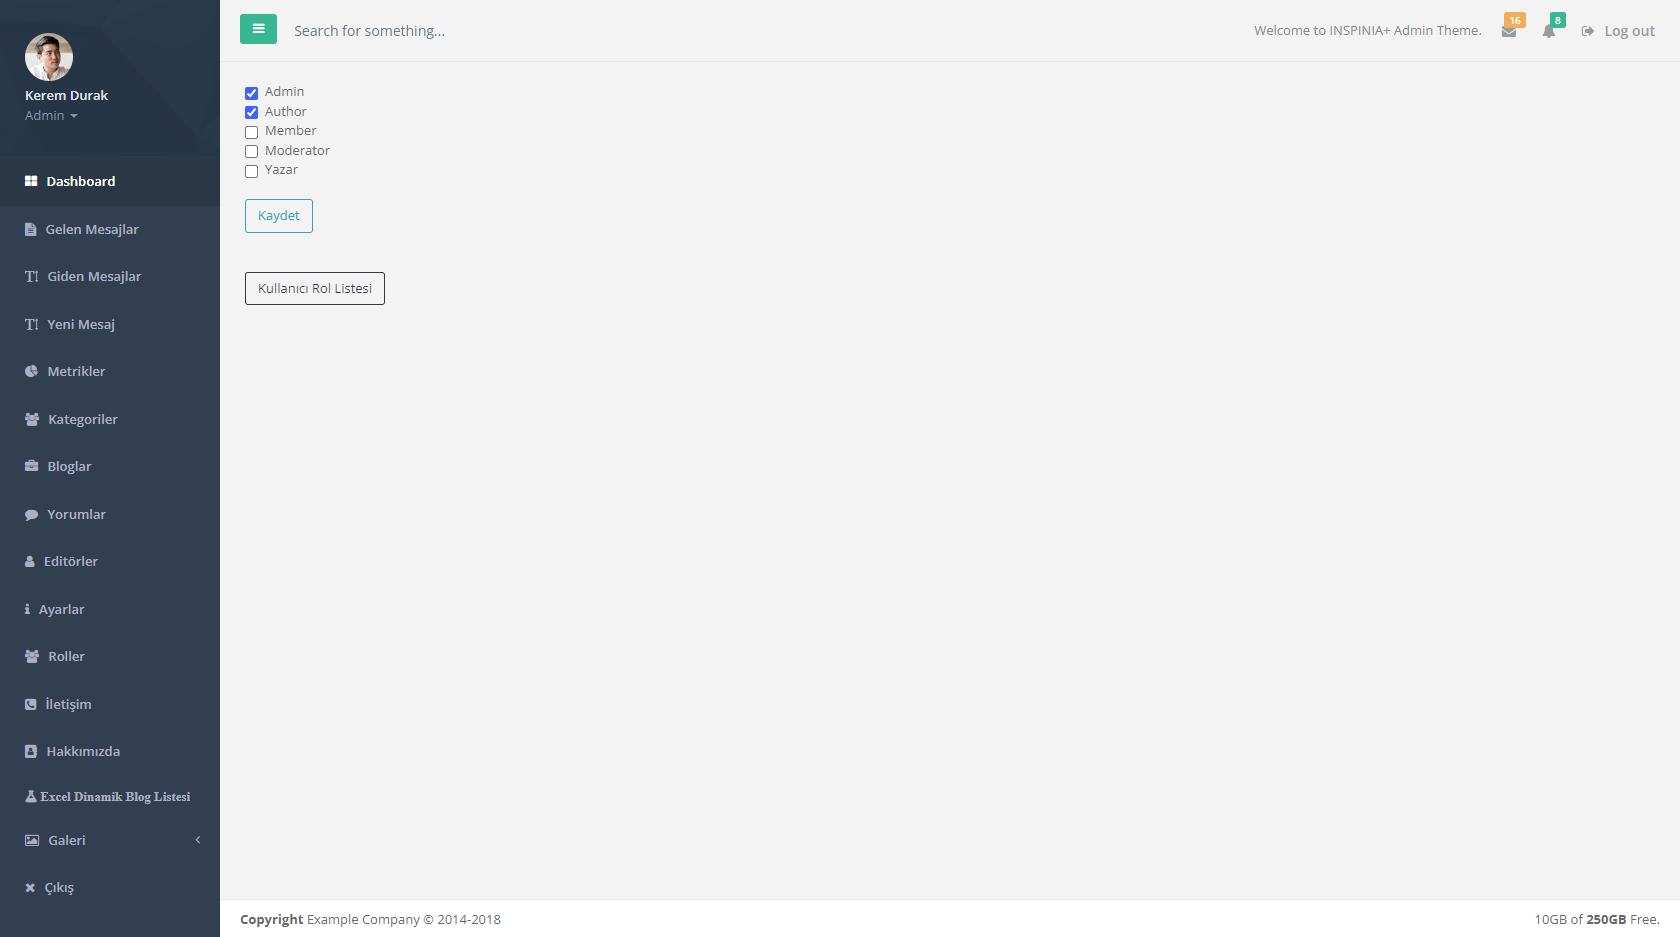 Kerem Durak
Admin
Dashboard
Gelen Mesajlar
Giden Mesajlar
Yeni Mesaj
Metrikler
Kategoriler
Bloglar
Yorumlar
Editörler
Ayarlar
Roller
İletişim
Hakkımızda
Excel Dinamik Blog Listesi
Galeri
Çıkış
Search for something...
Welcome to INSPINIA+ Admin Theme.
16
8
Log out
Admin
Author
Member
Moderator
Yazar
Kaydet
Kullanıcı Rol Listesi
Copyright Example Company © 2014-2018
10GB of 250GB Free.